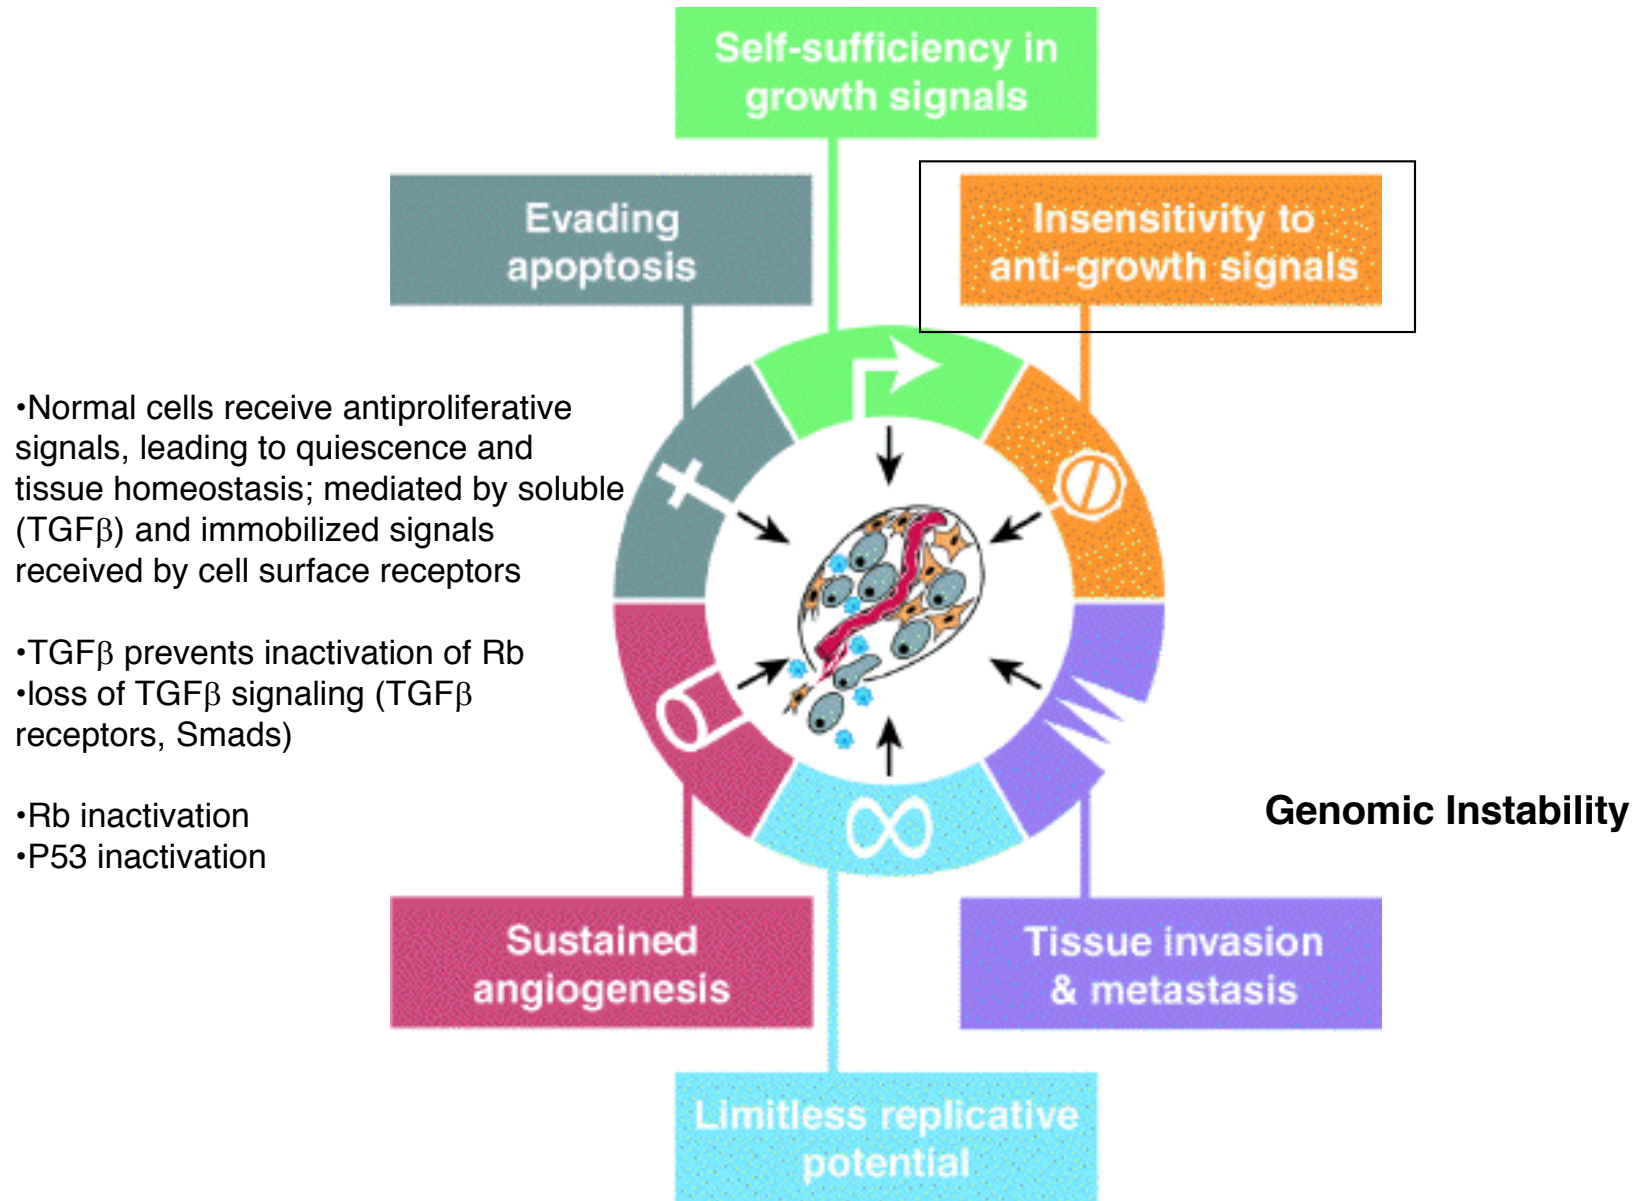 Self-sufficiency in
growth signals
Evading
apoptosis
Insensitivity to
anti-growth signals
•Normal cells receive antiproliferative
signals, leading to quiescence and
tissue homeostasis; mediated by soluble
(TGFβ) and immobilized signals
received by cell surface receptors
•TGFβ prevents inactivation of Rb
•loss of TGFβ signaling (TGFβ
receptors, Smads)
•Rb inactivation
•P53 inactivation
Genomic Instability
Sustained
angiogenesis
Tissue invasion
& metastasis
Limitless replicative
potential